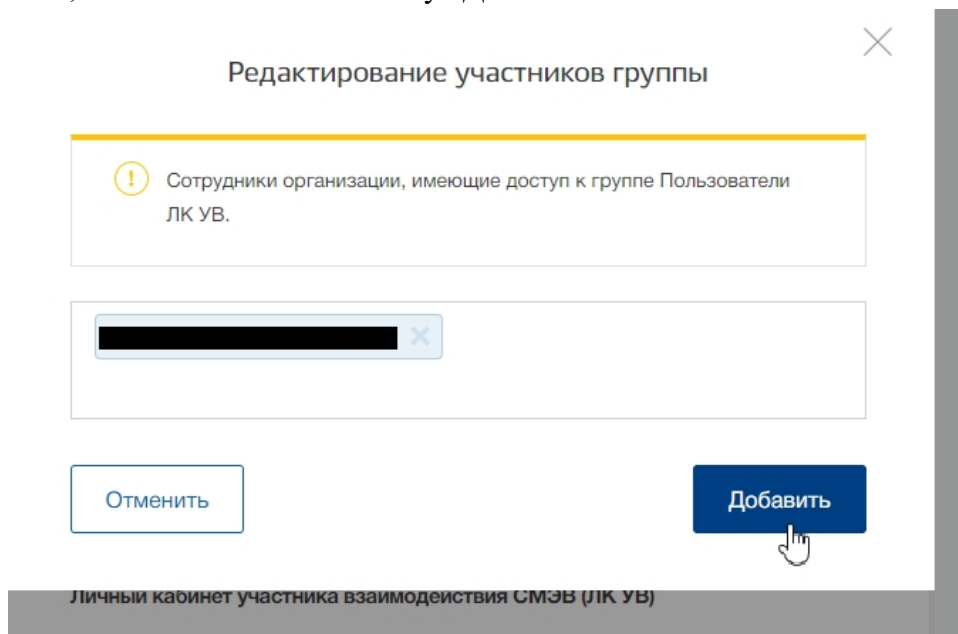 Редактирование участников группы
Сотрудники организации, имеющие доступ к группе Пользователи
ЛК УВ.
Отменить
Добавить
Личный кабинет участника взаимодействия СМЭВ (ЛК УВ)